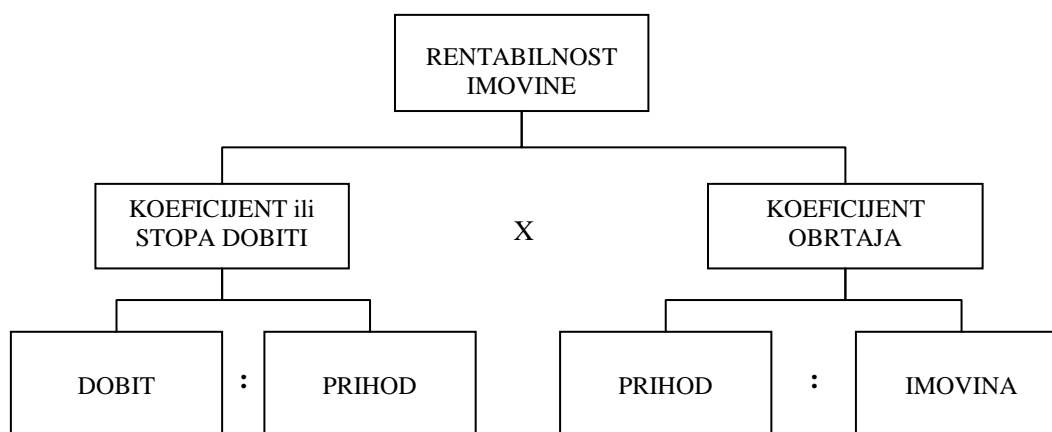 RENTABILNOST
IMOVINE
KOEFICIJENT ili
STOPA DOBITI
X
KOEFICIJENT
OBRTAJA
DOBIT
:
PRIHOD
PRIHOD
:
IMOVINA